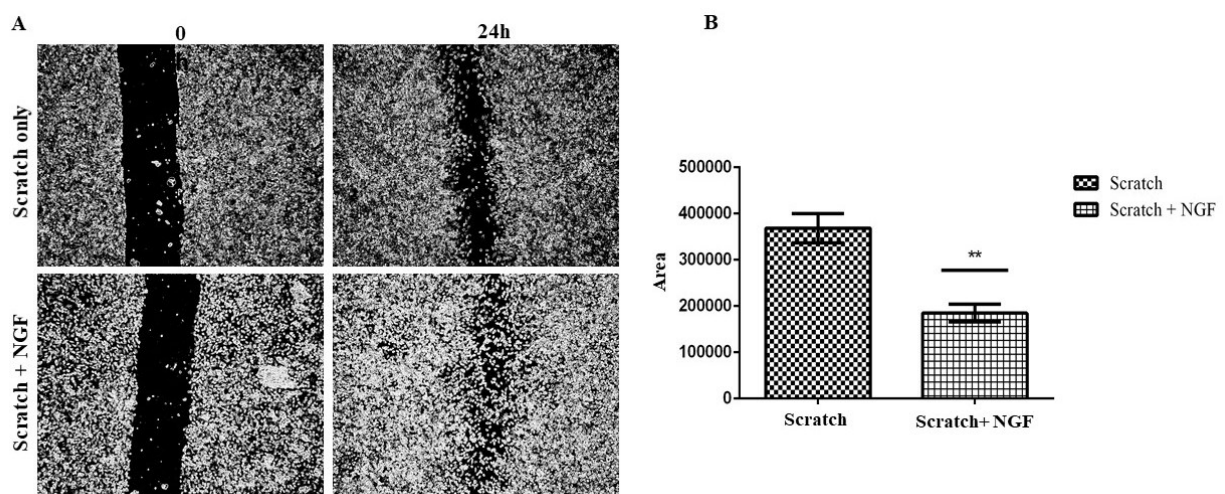 A
0
24h
Scratch only
Scratch + NGF
B
500000
400000
300000
200000
100000
0
Area
**
Scratch
Scratch+ NGF
Scratch
Scratch + NGF